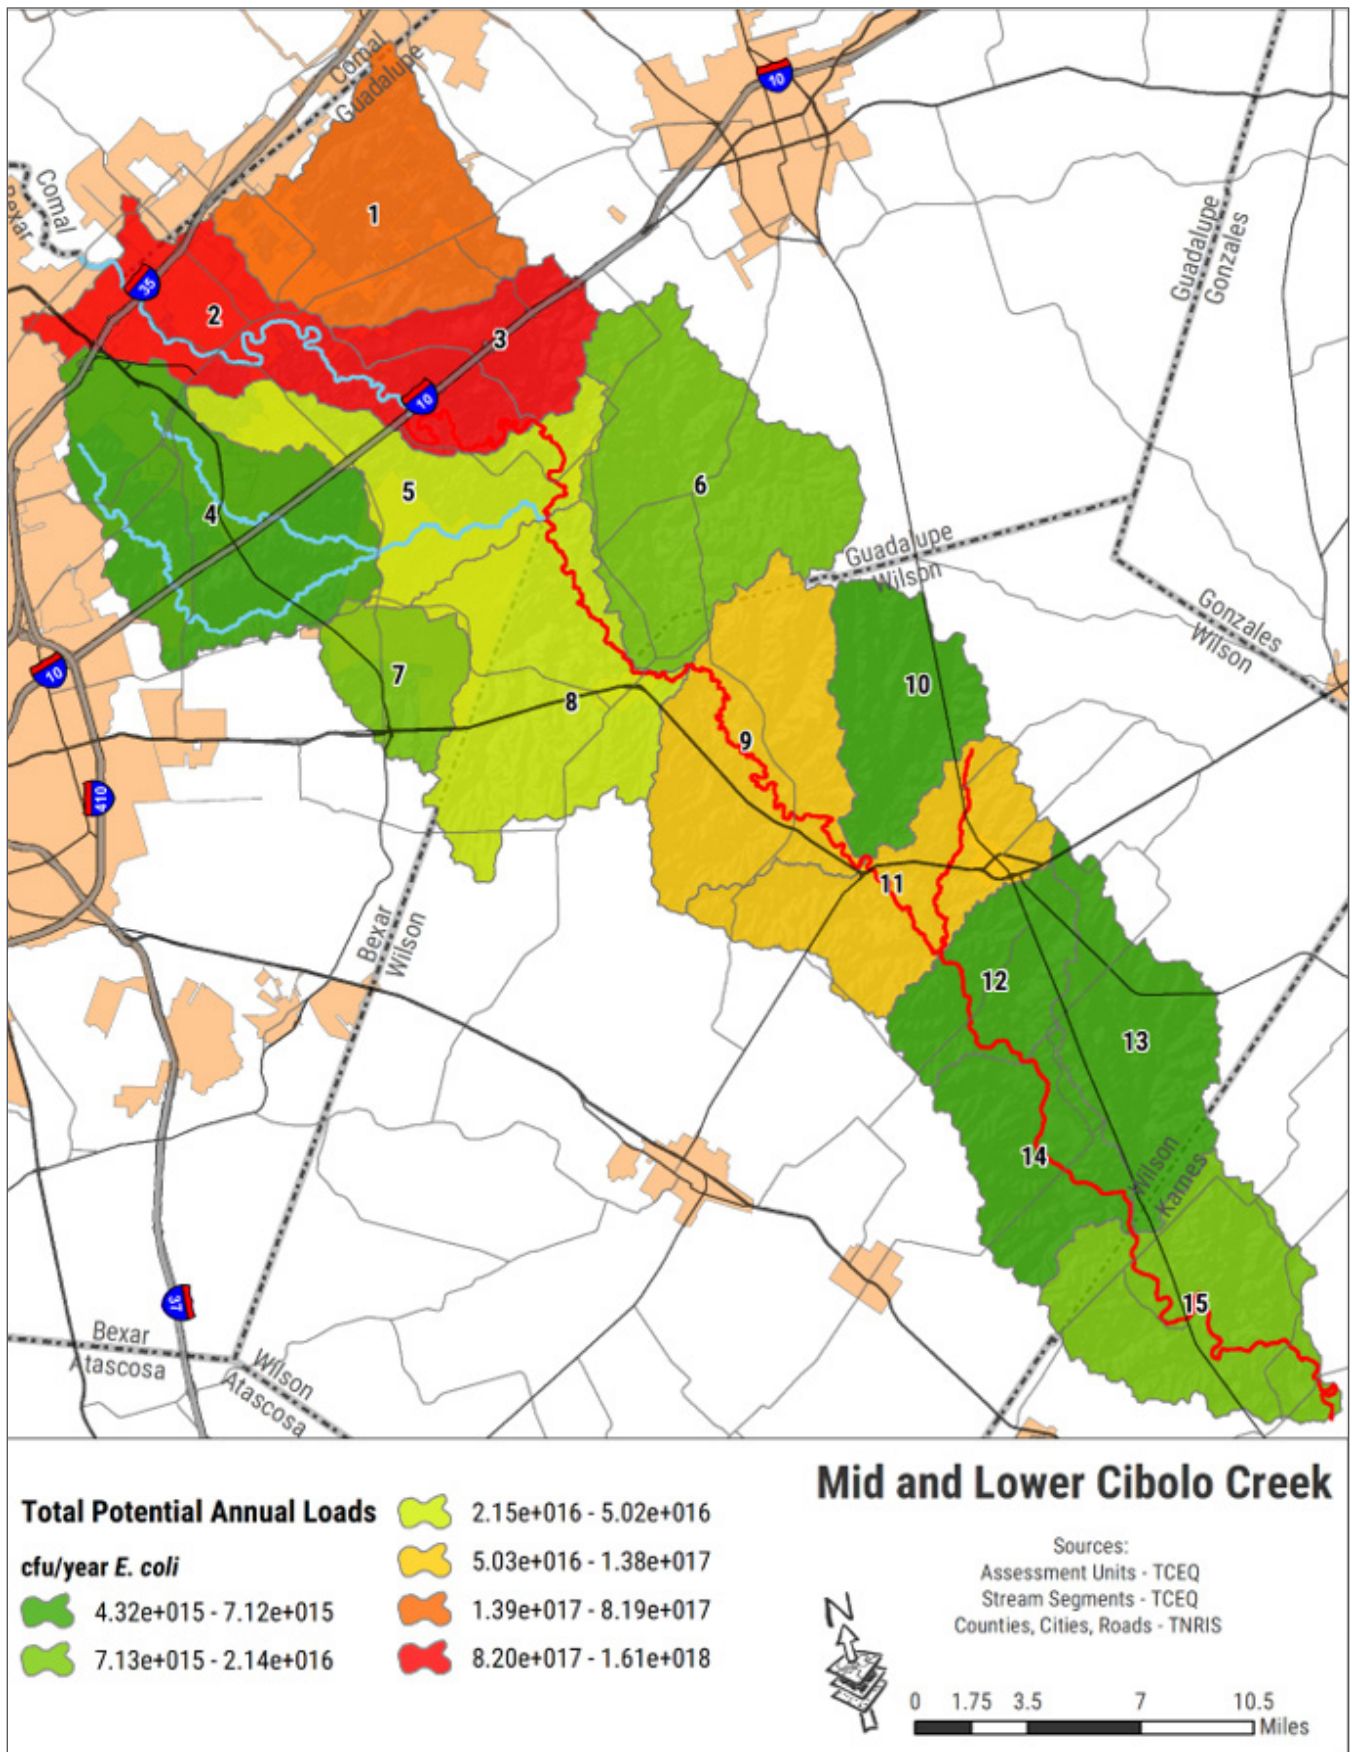 Comal
Guadalupe
10
Comal
Bexar
Guadalupe
Gonzales
1
35
2
3
10
6
5
4
Guadalupe
Wilson
Gonzales
Wilson
10
7
8
10
9
410
11
Bexar
Wilson
12
13
14
Wilson
Karnes
15
37
Bexar
Atascosa
Wilson
Atascosa
Mid and Lower Cibolo Creek
Total Potential Annual Loads
cfu/year E. coli
4.32e+015 - 7.12e+015
7.13e+015 - 2.14e+016
2.15e+016 - 5.02e+016
5.03e+016 - 1.38e+017
1.39e+017 - 8.19e+017
8.20e+017 - 1.61e+018
Sources:
Assessment Units - TCEQ
Stream Segments - TCEQ
Counties, Cities, Roads - TNRIS
N
0 1.75 3.5 7 10.5
Miles